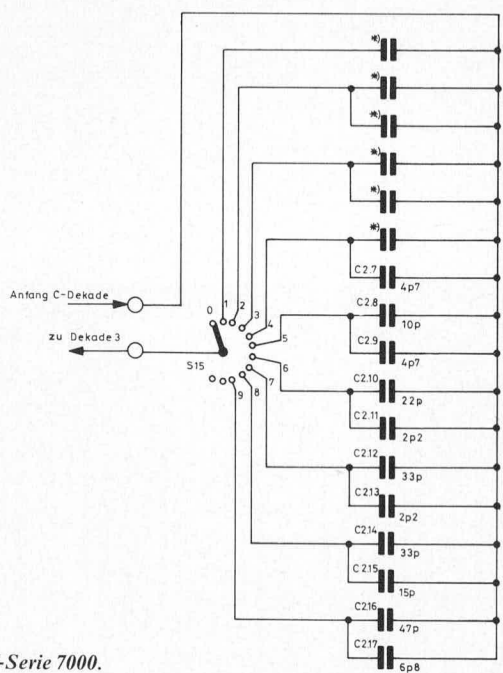 *)
*)
*)
*)
*)
*)
C2.7
4p7
C2.8
10p
C2.9
4p7
C2.10
22p
C2.11
2p2
C2.12
33p
C2.13
2p2
C2.14
33p
C2.15
15p
C2.16
47p
C2.17
6p8
Anfang C-Dekade
zu Dekade 3
S15
0
1
2
3
4
5
6
7
8
9
-Serie 7000.